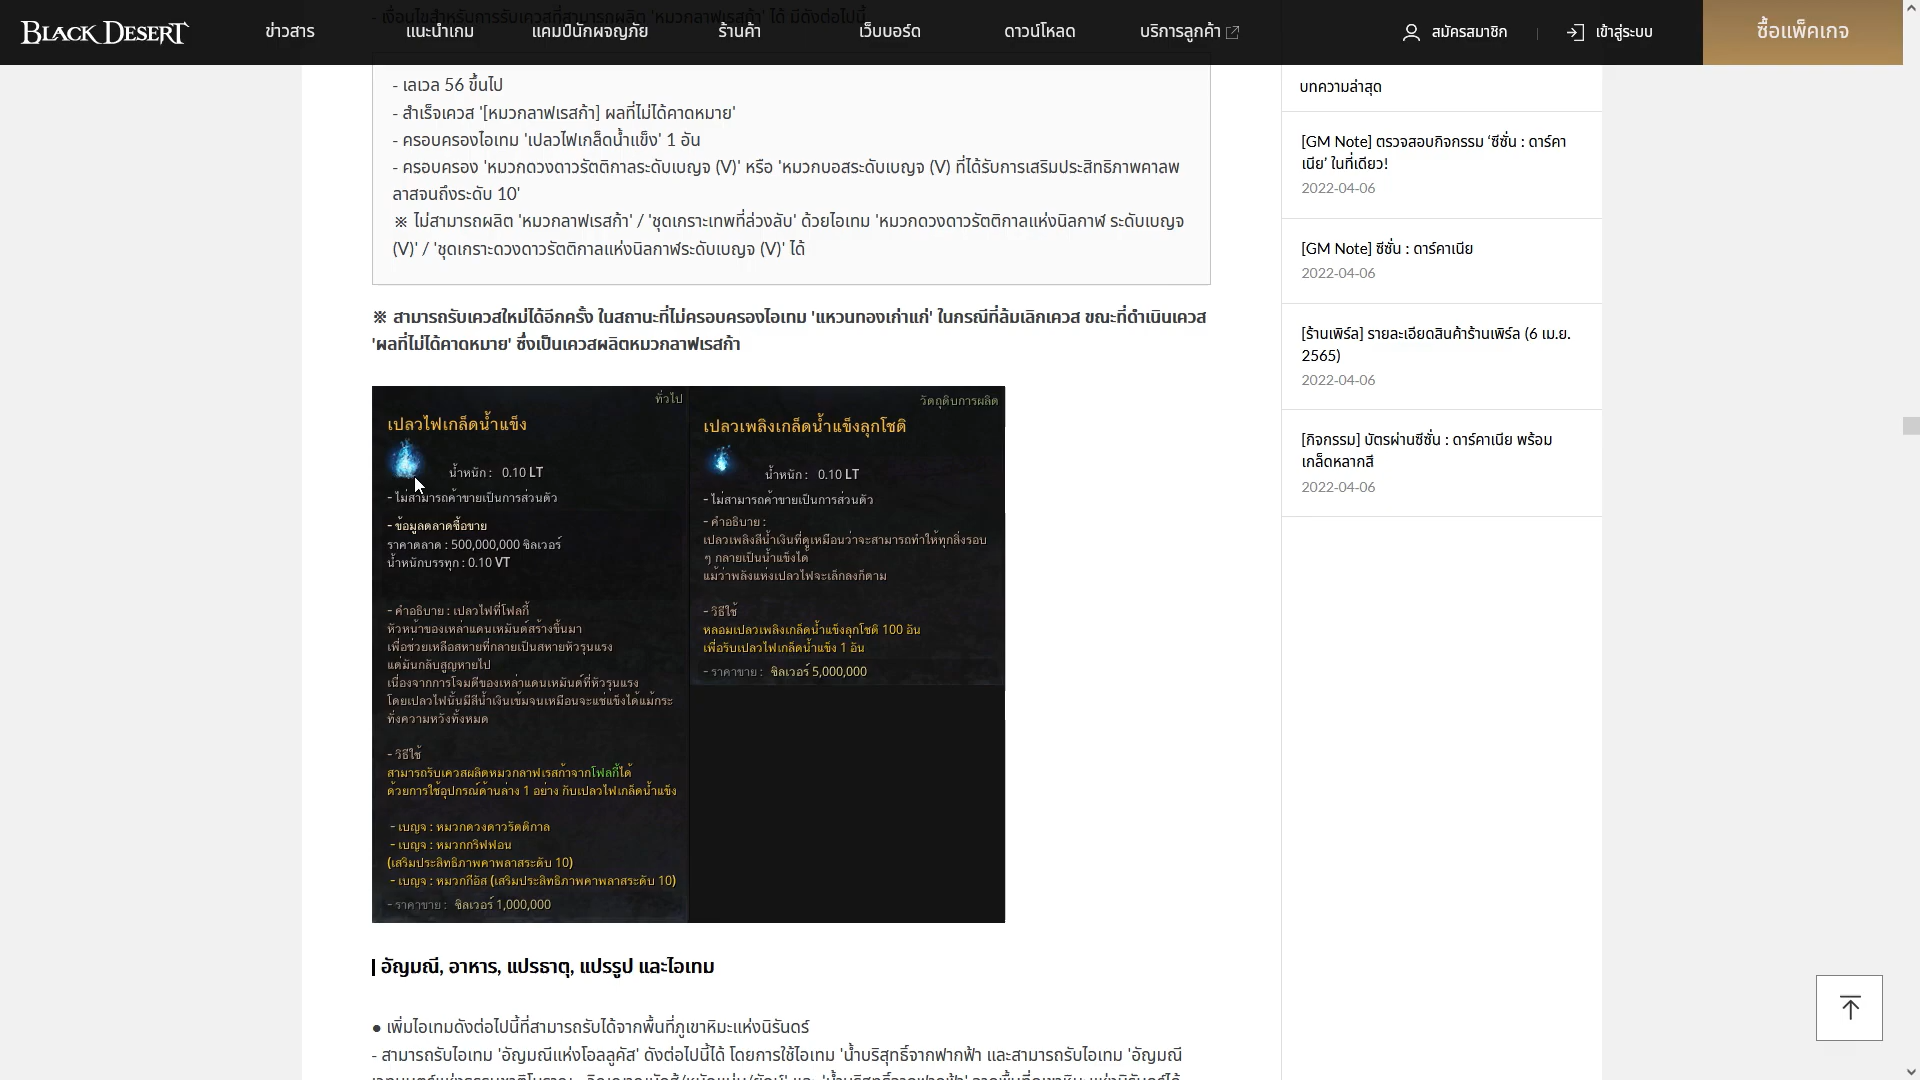 - เงื่อนไขสำหรับการรับเควสที่สามารถผลิต 'หมวกลาฟเรสก้า' ได้ มีดังต่อไปนี้
BLACK DESERT
ข่าวสาร
แนะนำเกม
แคมป์นักผจญภัย
ร้านค้า
เว็บบอร์ด
ดาวน์โหลด
บริการลูกค้า
สมัครสมาชิก
เข้าสู่ระบบ
ซื้อแพ็คเกจ
- เลเวล 56 ขึ้นไป
- สำเร็จเควส '[หมวกลาฟเรสก้า] ผลที่ไม่ได้คาดหมาย'
- ครอบครองไอเทม 'เปลวไฟเกล็ดน้ำแข็ง' 1 อัน
- ครอบครอง 'หมวกดวงดาวรัตติกาลระดับเบญจ (V)' หรือ 'หมวกบอสระดับเบญจ (V) ที่ได้รับการเสริมประสิทธิภาพคาลพ
ลาสจนถึงระดับ 10'
※ ไม่สามารถผลิต 'หมวกลาฟเรสก้า' / 'ชุดเกราะเทพที่ล่วงลับ' ด้วยไอเทม 'หมวกดวงดาวรัตติกาลแห่งนิลกาฬ ระดับเบญจ
(V)' / 'ชุดเกราะดวงดาวรัตติกาลแห่งนิลกาฬระดับเบญจ (V)' ได้
※ สามารถรับเควสใหม่ได้อีกครั้ง ในสถานะที่ไม่ครอบครองไอเทม 'แหวนทองเก่าแก่' ในกรณีที่ล้มเลิกเควส ขณะที่ดำเนินเควส
'ผลที่ไม่ได้คาดหมาย' ซึ่งเป็นเควสผลิตหมวกลาฟเรสก้า
ทั่วไป
เปลวไฟเกล็ดน้ำแข็ง
น้ำหนัก : 0.10 LT
- ไม่สามารถค้าขายเป็นการส่วนตัว
- ข้อมูลตลาดซื้อขาย
ราคาตลาด : 500,000,000 ซิลเวอร์
น้ำหนักบรรทุก : 0.10 VT
- คำอธิบาย : เปลวไฟที่โฟลกี้
หัวหน้าของเหล่าแดนเหมันต์สร้างขึ้นมา
เพื่อช่วยเหลือสหายที่กลายเป็นสหายหัวรุนแรง
แต่มันกลับสูญหายไป
เนื่องจากการโจมตีของเหล่าแดนเหมันต์ที่หัวรุนแรง
โดยเปลวไฟนั้นมีสีน้ำเงินเข้มจนเหมือนจะแช่แข็งได้แม้กระ
ทั่งความหวังทั้งหมด
- วิธีใช้
สามารถรับเควสผลิตหมวกลาฟเรสก้าจากโฟลกี้ได้
ด้วยการใช้อุปกรณ์ด้านล่าง 1 อย่าง กับเปลวไฟเกล็ดน้ำแข็ง
- เบญจ : หมวกดวงดาวรัตติกาล
- เบญจ : หมวกกริฟฟอน
(เสริมประสิทธิภาพคาพลาสระดับ 10)
- เบญจ : หมวกกีอัส (เสริมประสิทธิภาพคาพลาสระดับ 10)
- ราคาขาย : ซิลเวอร์ 1,000,000
วัตถุดิบการผลิต
เปลวเพลิงเกล็ดน้ำแข็งลุกโชติ
น้ำหนัก : 0.10 LT
- ไม่สามารถค้าขายเป็นการส่วนตัว
- คำอธิบาย :
เปลวเพลิงสีน้ำเงินที่ดูเหมือนว่าจะสามารถทำให้ทุกสิ่งรอบ
ๆ กลายเป็นน้ำแข็งได้
แม้ว่าพลังแห่งเปลวไฟจะเล็กลงก็ตาม
- วิธีใช้
หลอมเปลวเพลิงเกล็ดน้ำแข็งลุกโชติ 100 อัน
เพื่อรับเปลวไฟเกล็ดน้ำแข็ง 1 อัน
- ราคาขาย : ซิลเวอร์ 5,000,000
อัญมณี, อาหาร, แปรธาตุ, แปรรูป และไอเทม
● เพิ่มไอเทมดังต่อไปนี้ที่สามารถรับได้จากพื้นที่ภูเขาหิมะแห่งนิรันดร์
- สามารถรับไอเทม 'อัญมณีแห่งโอลลูคัส' ดังต่อไปนี้ได้ โดยการใช้ไอเทม 'น้ำบริสุทธิ์จากฟากฟ้า และสามารถรับไอเทม 'อัญมณี
บทความล่าสุด
[GM Note] ตรวจสอบกิจกรรม ‘ซีซั่น : ดาร์คา
เนีย’ ในที่เดียว!
2022-04-06
[GM Note] ซีซั่น : ดาร์คาเนีย
2022-04-06
[ร้านเพิร์ล] รายละเอียดสินค้าร้านเพิร์ล (6 เม.ย.
2565)
2022-04-06
[กิจกรรม] บัตรผ่านซีซั่น : ดาร์คาเนีย พร้อม
เกล็ดหลากสี
2022-04-06